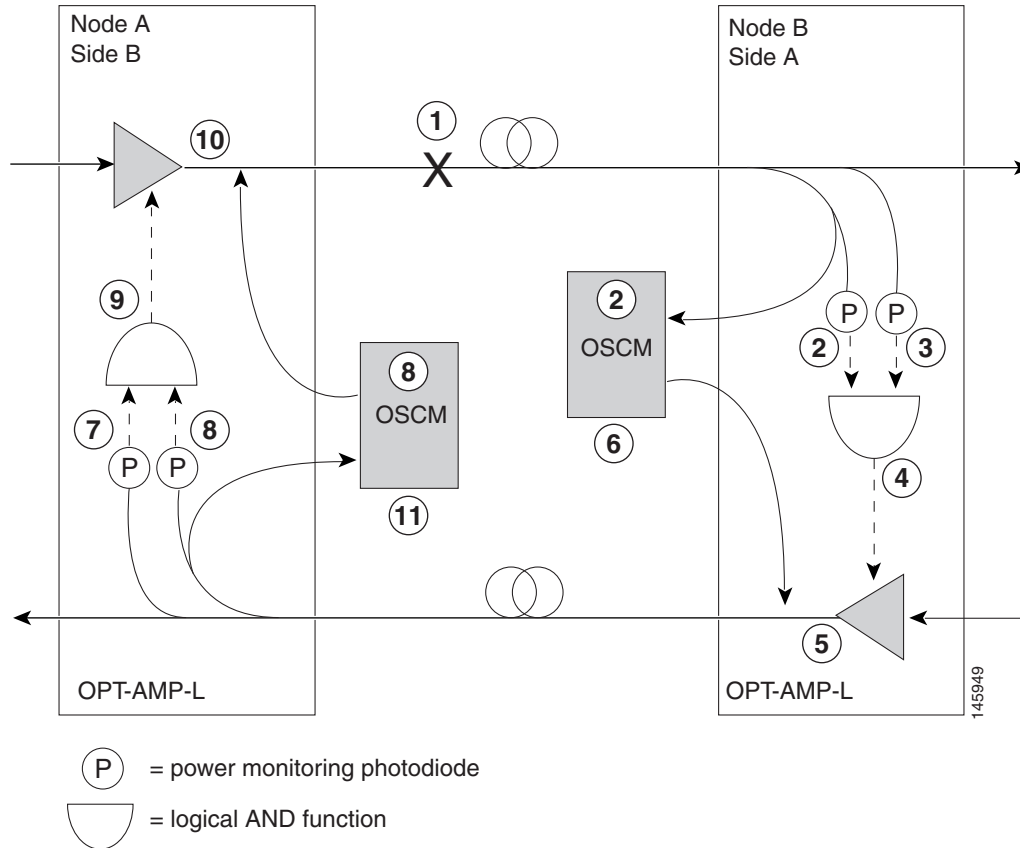 Node A
Side B
Node B
Side A
1
10
P
P
2
OSCM
2
3
9
8
OSCM
7
8
6
4
P
P
11
5
OPT-AMP-L
OPT-AMP-L
145949
P
= power monitoring photodiode
= logical AND function